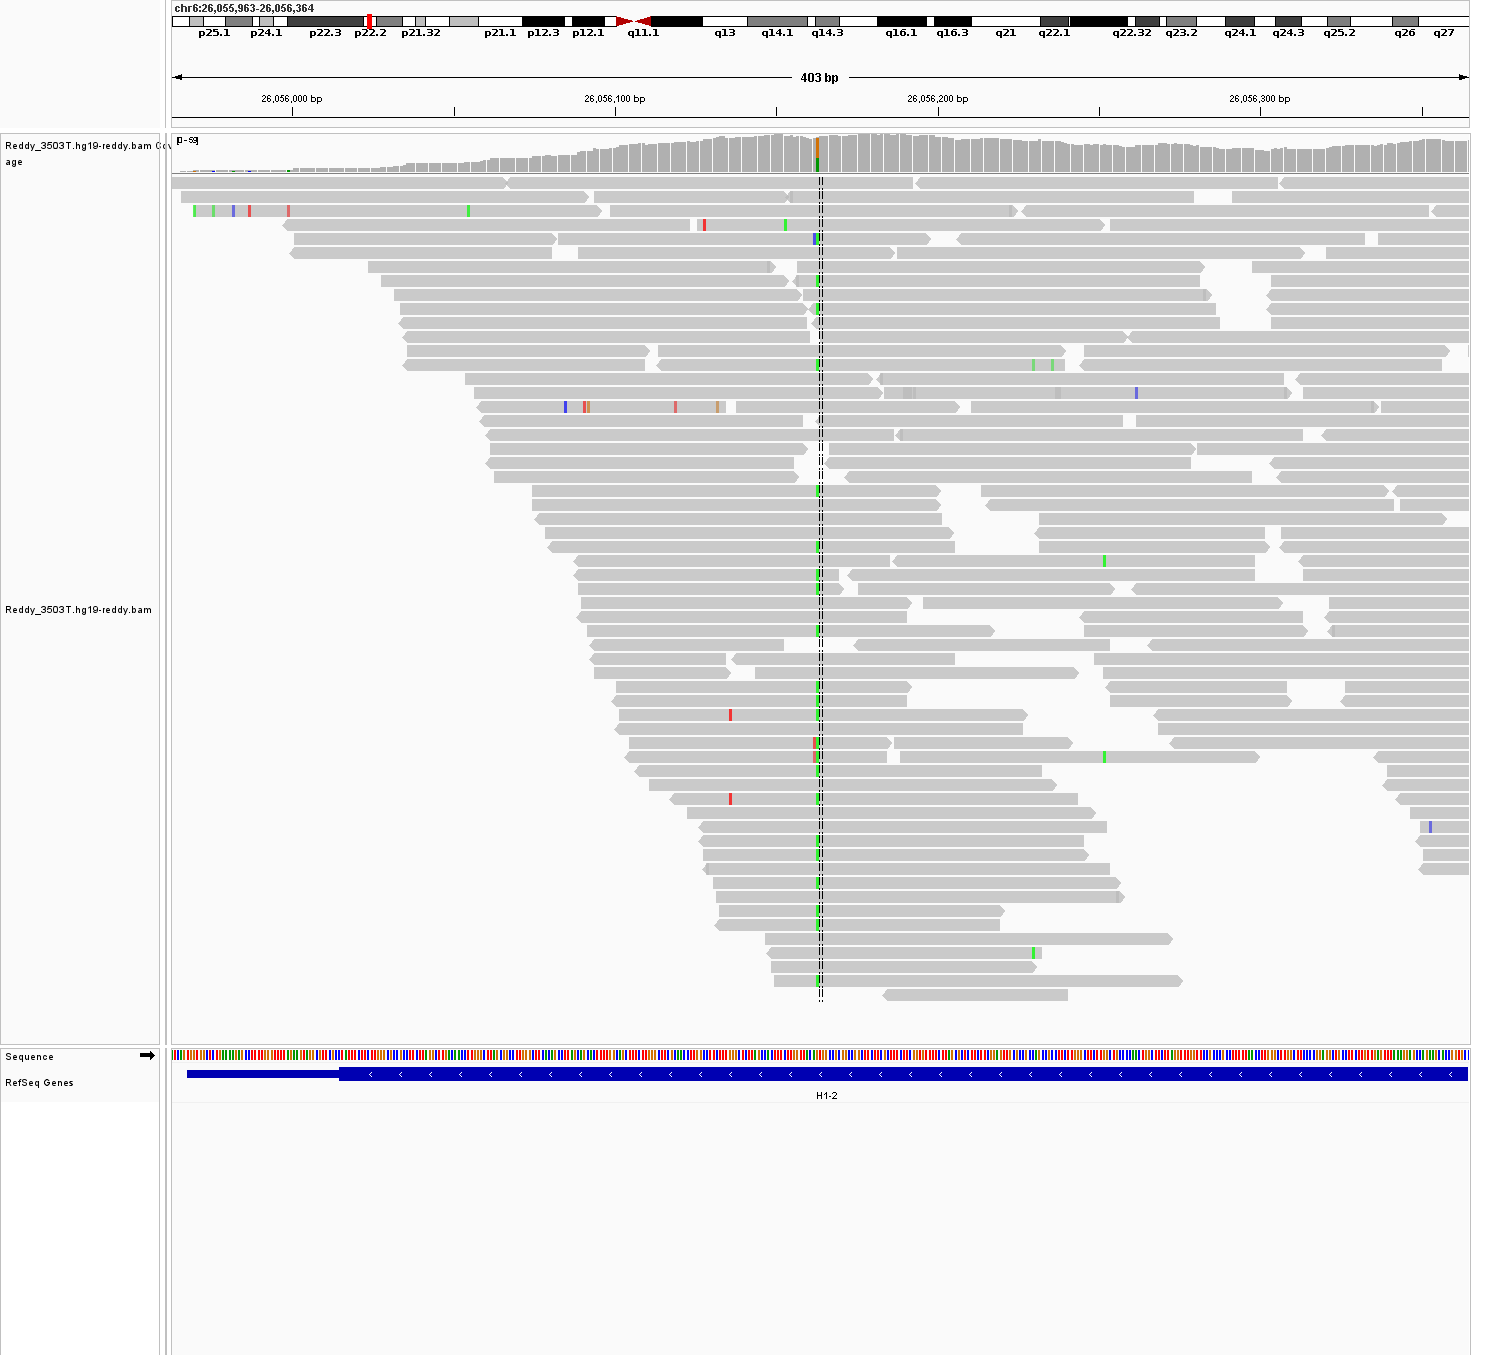 chr6:26,055,963-26,056,364
p25.1 p24.1 p22.3 p22.2 p21.32 p21.1 p12.3 p12.1 q11.1 q13 q14.1 q14.3 q16.1 q16.3 q21 q22.1 q22.32 q23.2 q24.1 q24.3 q25.2 q26 q27
403 bp
26,056,000 bp 26,056,100 bp 26,056,200 bp 26,056,300 bp
Reddy_3503T.hg19-reddy.bam Cov
age
Reddy_3503T.hg19-reddy.bam
Sequence
RefSeq Genes
H1-2